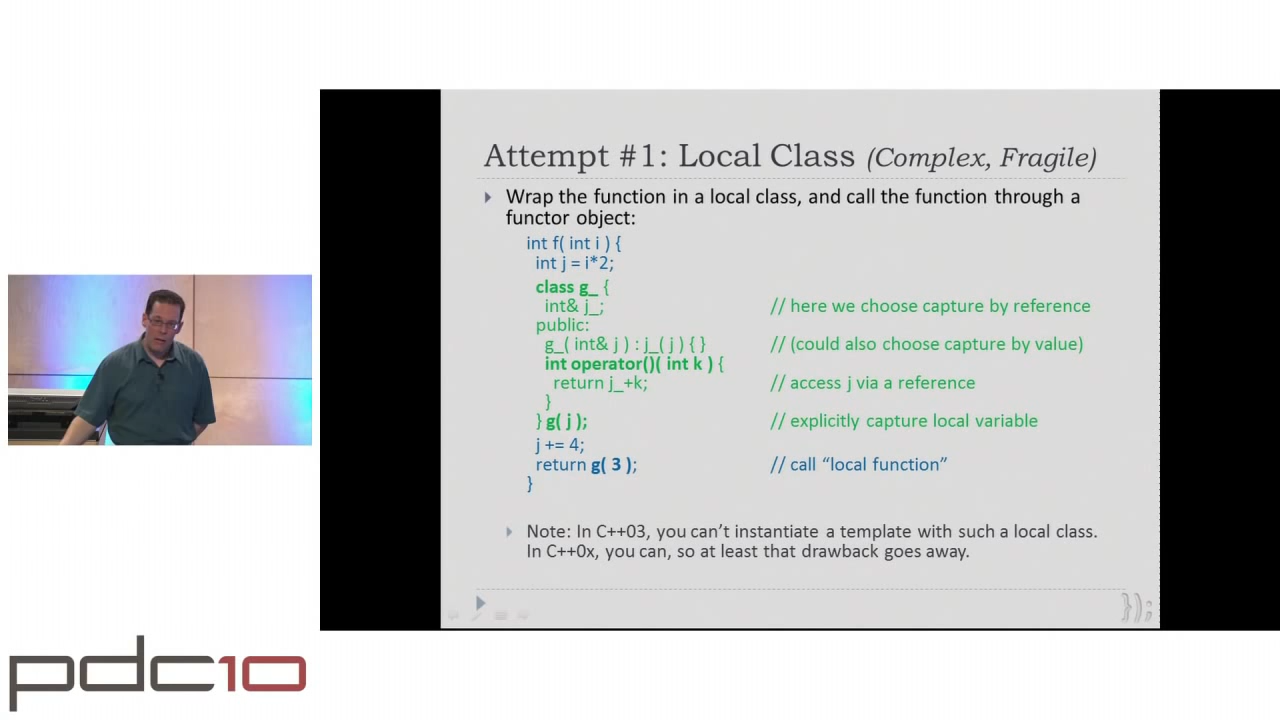 Attempt #1: Local Class (Complex, Fragile)
Wrap the function in a local class, and call the function through a
functor object:
int f( int i ) {
int j = i*2;
class g_ {
int& j_; // here we choose capture by reference
public:
g_( int& j ) : j_( j ) { } // (could also choose capture by value)
int operator()( int k ) {
return j_+k; // access j via a reference
}
} g( j ); // explicitly capture local variable
j += 4;
return g( 3 ); // call “local function”
}
Note: In C++03, you can’t instantiate a template with such a local class.
In C++0x, you can, so at least that drawback goes away.
});
pdc10